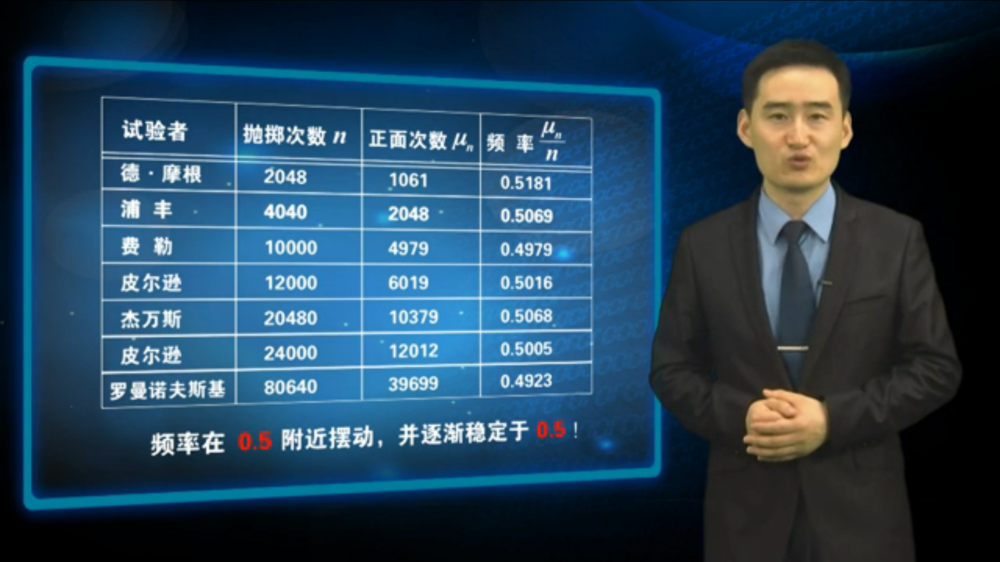 试验者 抛掷次数 n 正面次数 μn 频 率 μn/n
德·摩根 2048 1061 0.5181
浦 丰 4040 2048 0.5069
费 勒 10000 4979 0.4979
皮尔逊 12000 6019 0.5016
杰万斯 20480 10379 0.5068
皮尔逊 24000 12012 0.5005
罗曼诺夫斯基 80640 39699 0.4923
频率在 0.5 附近摆动，并逐渐稳定于 0.5！